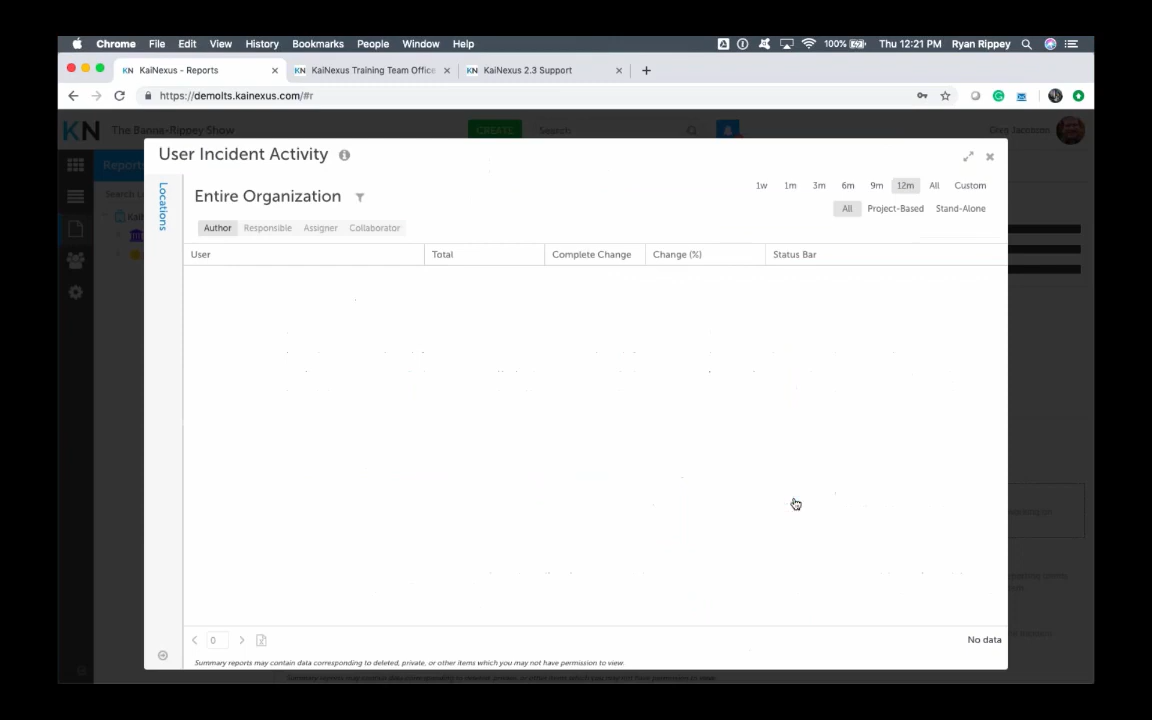 Chrome File Edit View History Bookmarks People Window Help 100% Thu 12:21 PM Ryan Rippey
KN KaiNexus - Reports KN KaiNexus Training Team Office KN KaiNexus 2.3 Support
https://demolts.kainexus.com/#r
KN The Banna-Rippey Show CREATE Search Greg Jacobson
Report
User Incident Activity
Locations
Entire Organization
1w 1m 3m 6m 9m 12m All Custom
All Project-Based Stand-Alone
Author Responsible Assigner Collaborator
User Total Complete Change Change (%) Status Bar
0 No data
Summary reports may contain data corresponding to deleted, private, or other items which you may not have permission to view.